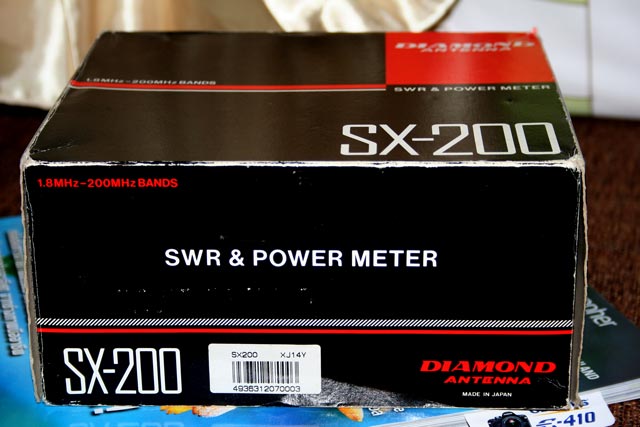 DIAMOND
ANTENNA
1.8MHz-200MHz BANDS
SWR & POWER METER
SX-200
1.8MHz-200MHz BANDS
SWR & POWER METER
SX-200
SX200 XJ14Y
4936312070003
DIAMOND
ANTENNA
MADE IN JAPAN
-410